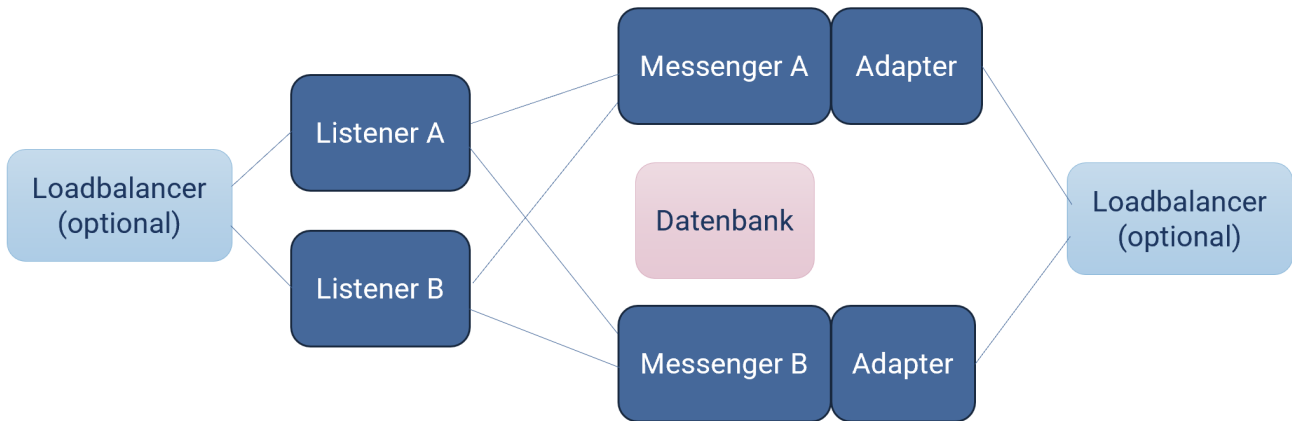 Loadbalancer
(optional)
Listener A
Listener B
Messenger A
Adapter
Datenbank
Messenger B
Adapter
Loadbalancer
(optional)